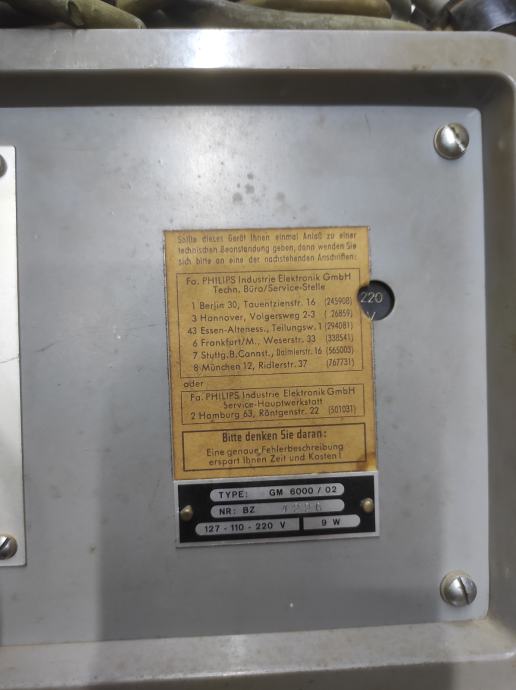 Sollte dieses Gerät Ihnen einmal Anlaß zu einer
technischen Beanstandung geben, dann wenden Sie
sich bitte an eine der nachstehenden Anschriften:
Fa. PHILIPS Industrie Elektronik GmbH
Techn. Büro/Service-Stelle
1 Berlin 30, Tauentzienstr. 16 (245908)
3 Hannover, Volgersweg 2-3 (26859)
43 Essen-Alteness., Teilungsw. 1 (294081)
6 Frankfurt/M., Weserstr. 33 (338541)
7 Stuttg.B.Cannst., Daimlerstr. 16 (565003)
8 München 12, Ridlerstr. 37 (767731)
oder
Fa. PHILIPS Industrie Elektronik GmbH
Service-Hauptwerkstatt
2 Hamburg 63, Röntgenstr. 22 (501031)
Bitte denken Sie daran:
Eine genaue Fehlerbeschreibung
erspart Ihnen Zeit und Kosten!
220
V
TYPE: GM 6000/02
NR: BZ
127-110-220 V 9 W